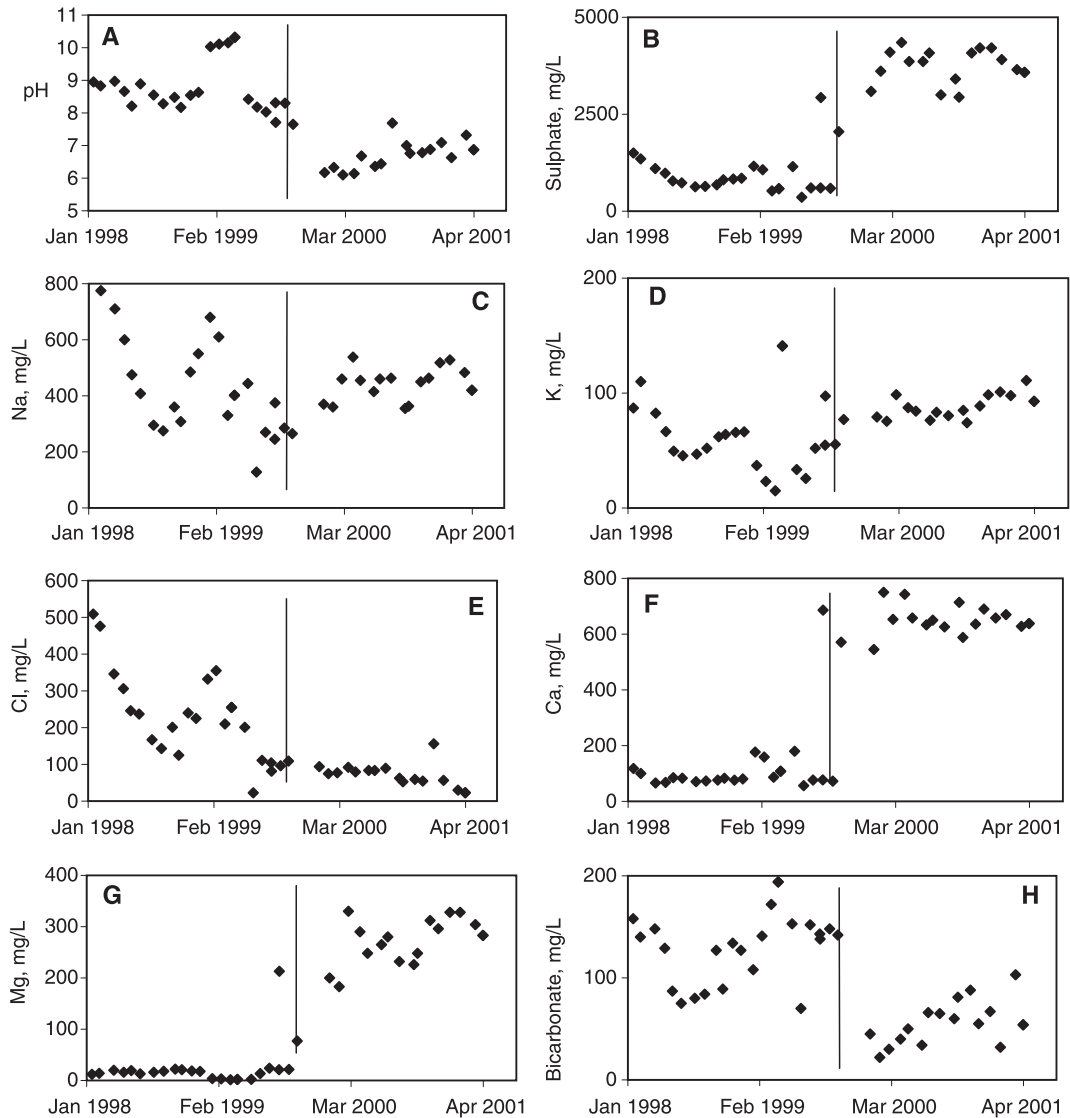 A
pH
11
10
9
8
7
6
5
Jan 1998 Feb 1999 Mar 2000 Apr 2001
B
Sulphate, mg/L
5000
2500
0
Jan 1998 Feb 1999 Mar 2000 Apr 2001
C
Na, mg/L
800
600
400
200
0
Jan 1998 Feb 1999 Mar 2000 Apr 2001
D
K, mg/L
200
100
0
Jan 1998 Feb 1999 Mar 2000 Apr 2001
E
Cl, mg/L
600
500
400
300
200
100
0
Jan 1998 Feb 1999 Mar 2000 Apr 2001
F
Ca, mg/L
800
600
400
200
0
Jan 1998 Feb 1999 Mar 2000 Apr 2001
G
Mg, mg/L
400
300
200
100
0
Jan 1998 Feb 1999 Mar 2000 Apr 2001
H
Bicarbonate, mg/L
200
100
0
Jan 1998 Feb 1999 Mar 2000 Apr 2001